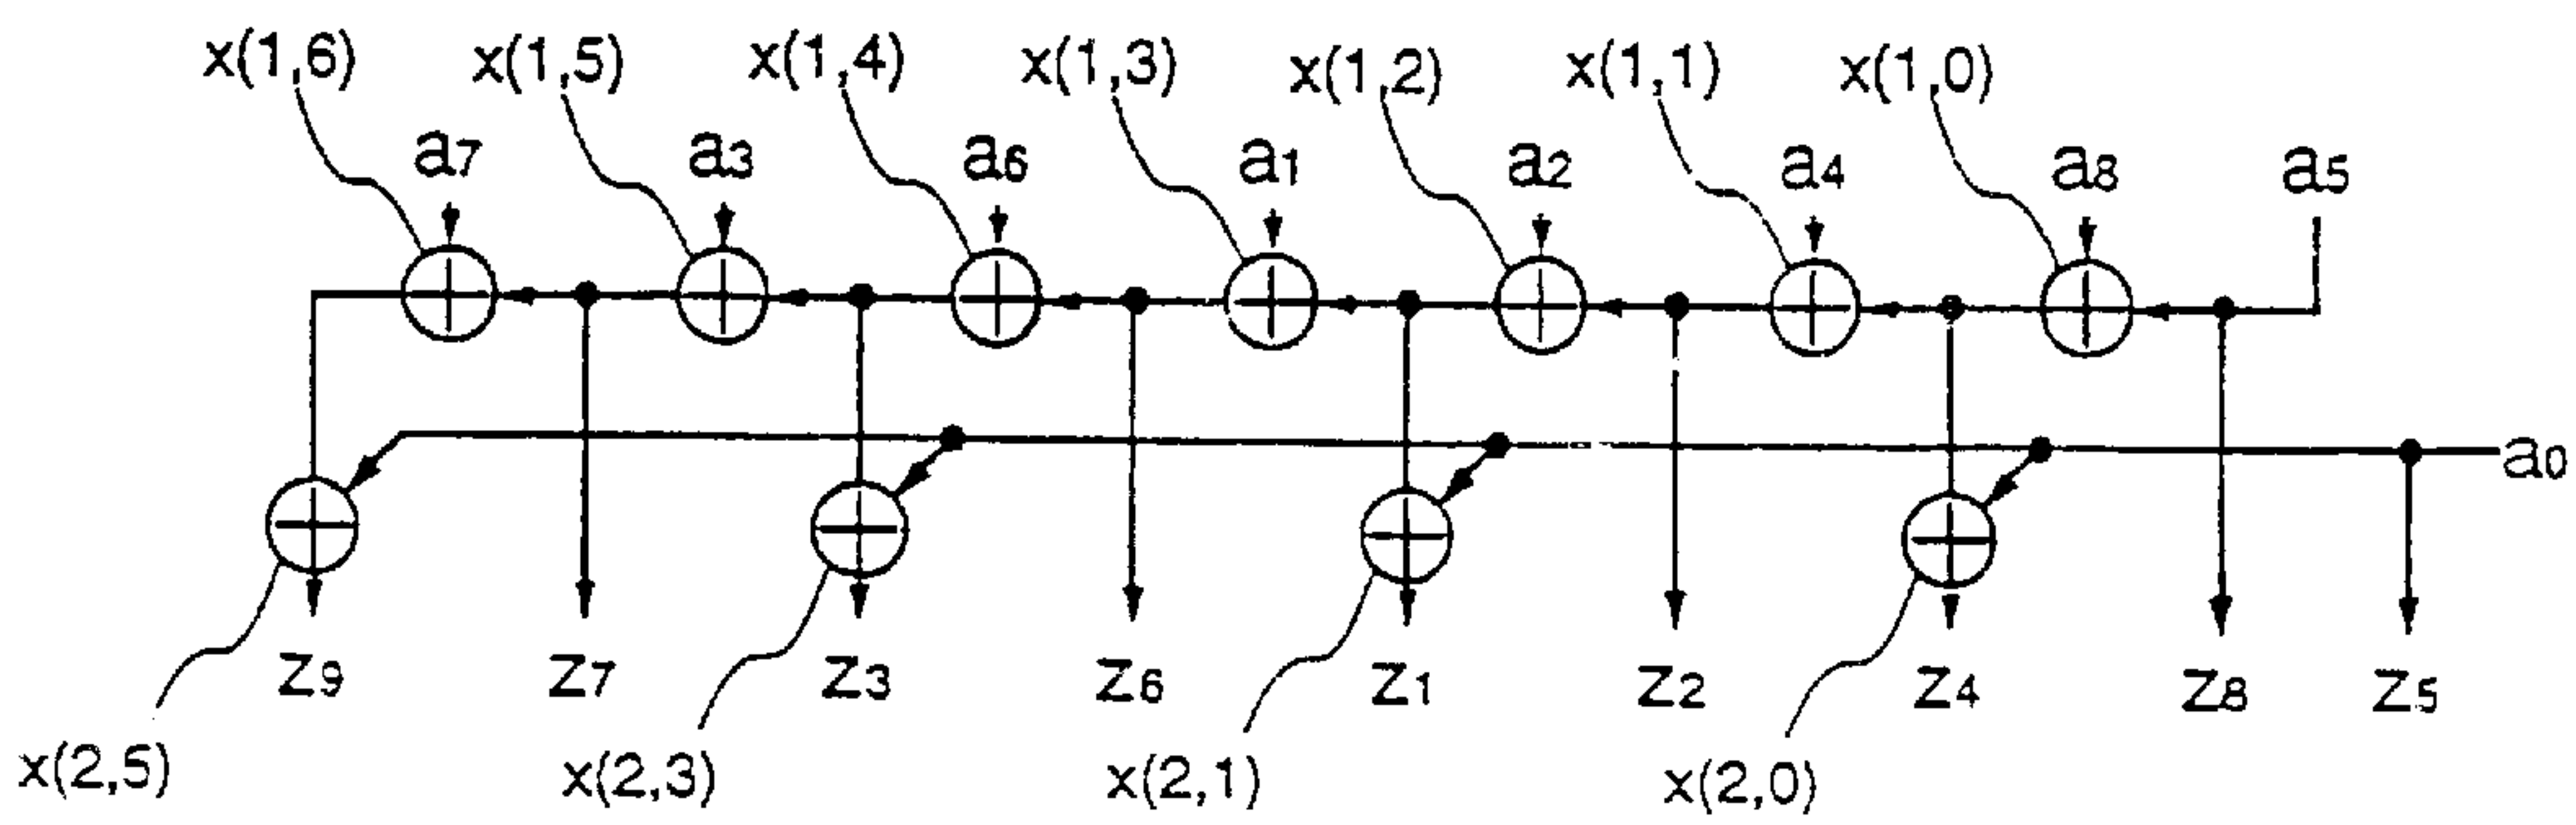 x(1,6) x(1,5) x(1,4) x(1,3) x(1,2) x(1,1) x(1,0)
a7 a3 a6 a1 a2 a4 a8 a5
a0
z9 z7 z3 z6 z1 z2 z4 z8 z5
x(2,5) x(2,3) x(2,1) x(2,0)